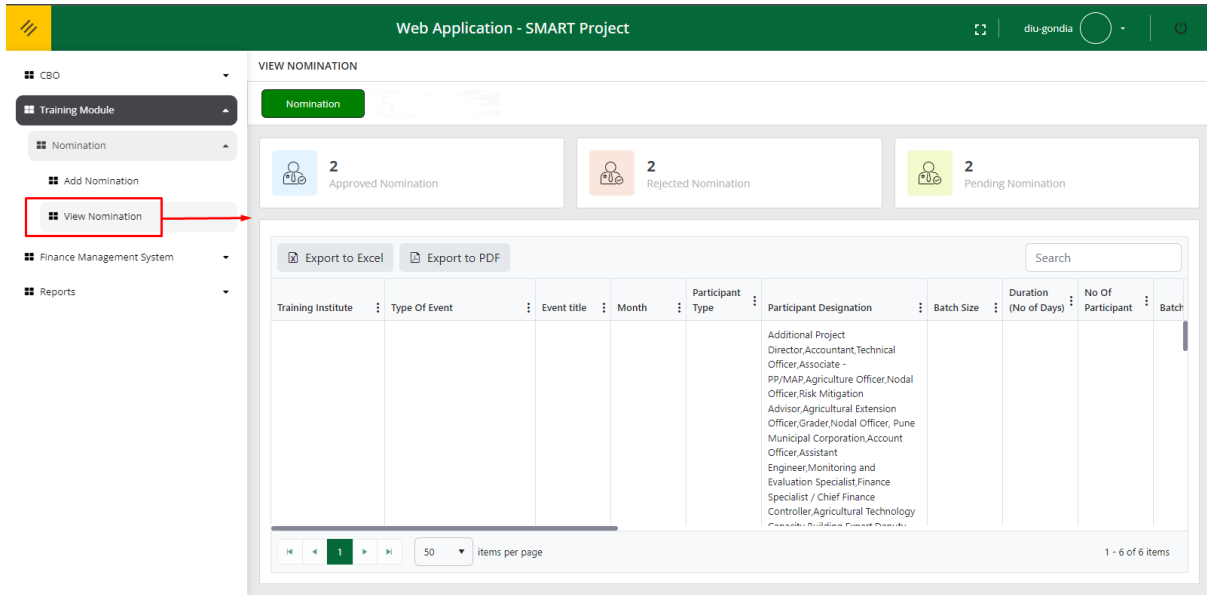 Web Application - SMART Project
diu-gondia
CBO
Training Module
Nomination
Add Nomination
View Nomination
Finance Management System
Reports
VIEW NOMINATION
Nomination
2
Approved Nomination
2
Rejected Nomination
2
Pending Nomination
Export to Excel
Export to PDF
Search
Training Institute
Type Of Event
Event title
Month
Participant
Type
Participant Designation
Batch Size
Duration
(No of Days)
No Of
Participant
Batch
Additional Project
Director,Accountant,Technical
Officer,Associate -
PP/MAP,Agriculture Officer,Nodal
Officer,Risk Mitigation
Advisor,Agricultural Extension
Officer,Grader,Nodal Officer, Pune
Municipal Corporation,Account
Officer,Assistant
Engineer,Monitoring and
Evaluation Specialist,Finance
Specialist / Chief Finance
Controller,Agricultural Technology
Capacity Building Expert,Deputy
1
50
items per page
1 - 6 of 6 items